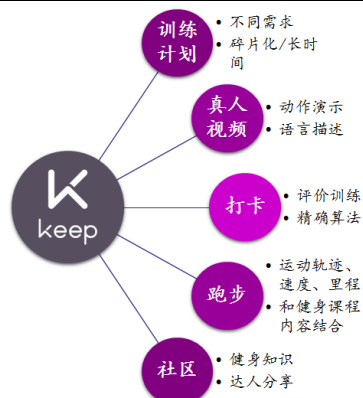 训练
计划
• 不同需求
• 碎片化/长时
间
真人
视频
• 动作演示
• 语言描述
keep
打卡
• 评价训练
• 精确算法
跑步
• 运动轨迹、
速度、里程
• 和健身课程
内容结合
社区
• 健身知识
• 达人分享